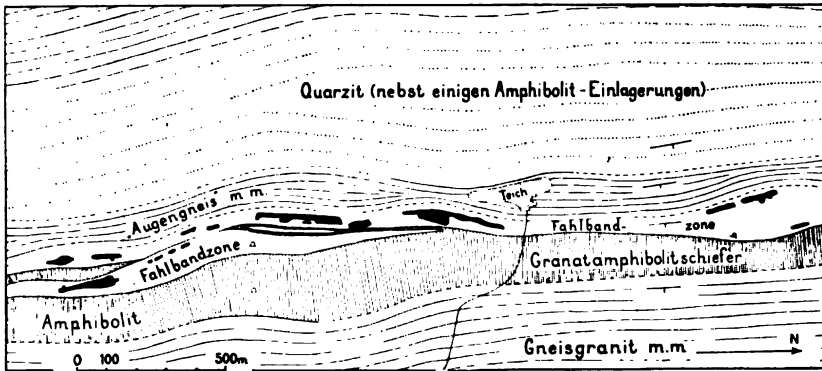 Quarzit (nebst einigen Amphibolit-Einlagerungen)
Teich
Augengneis m.m.
Fahlbandzone
Fahlband-
zone
Granatamphibolitschiefer
Amphibolit
Gneisgranit m.m
N
0 100 500m